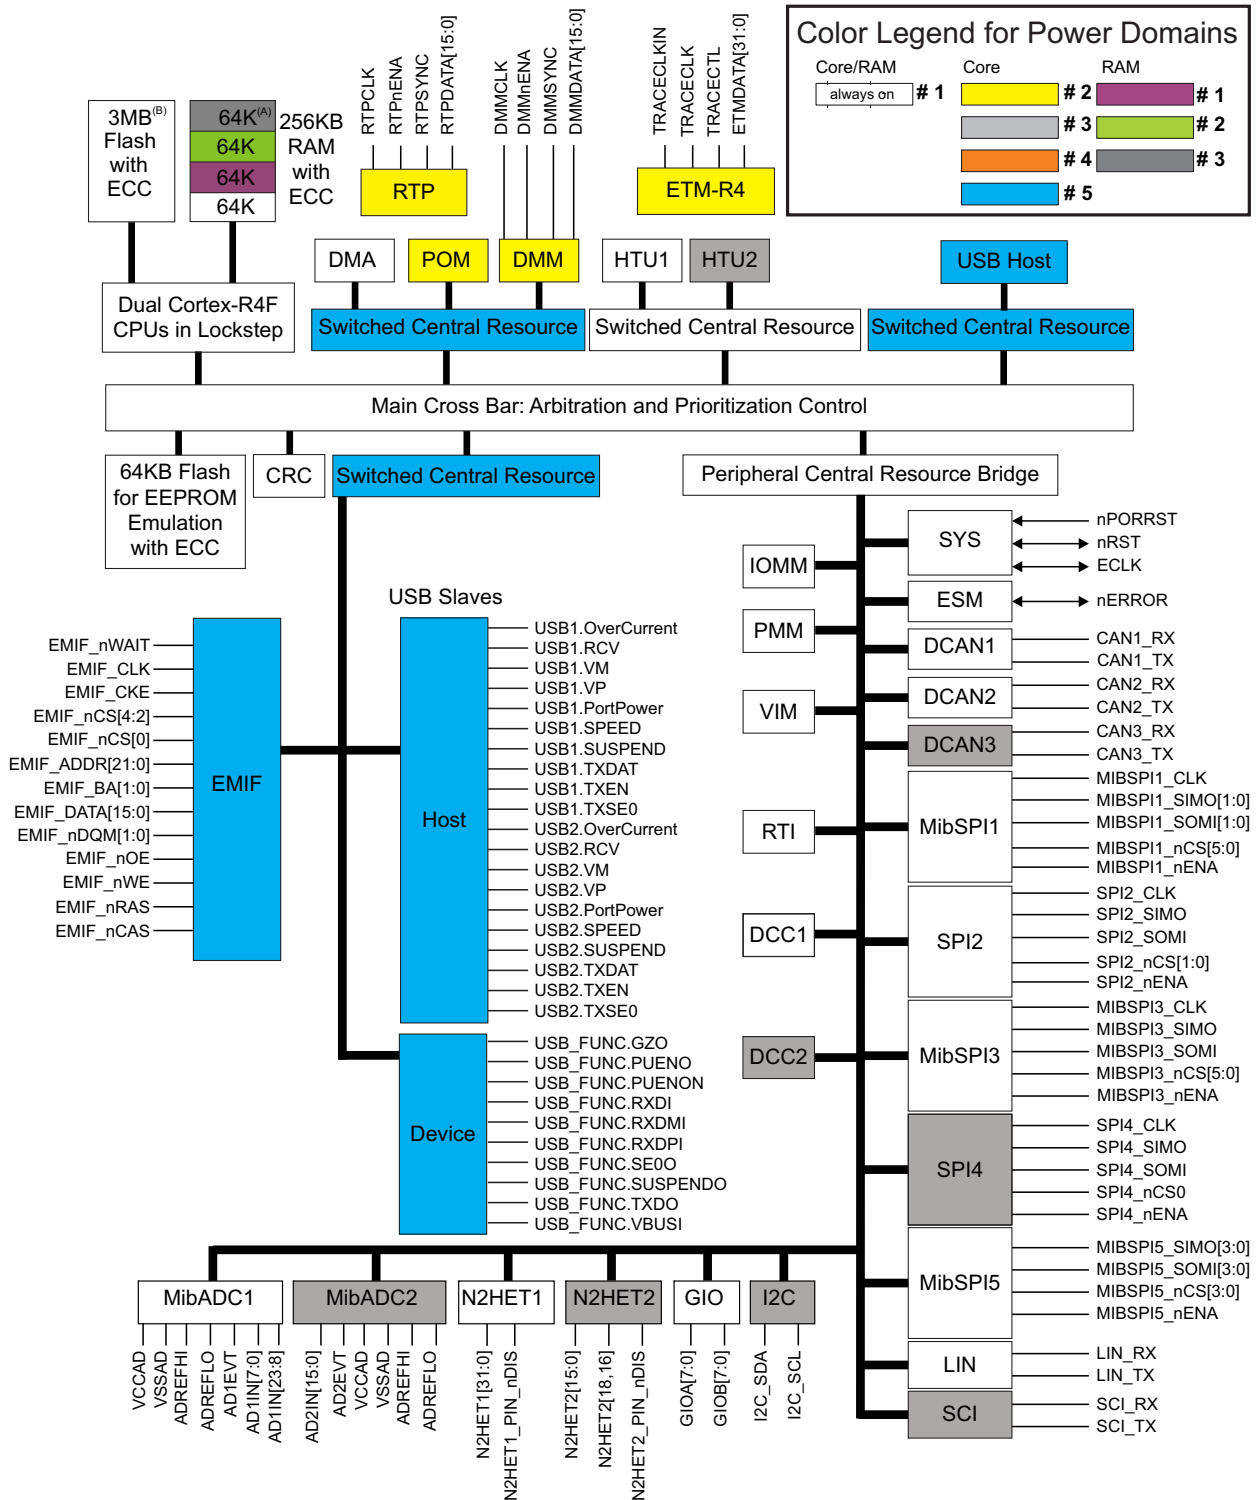 Color Legend for Power Domains
Core/RAM
Core
RAM
always on
# 1
# 2
# 1
# 3
# 2
# 4
# 3
# 5
3MB(B)
Flash
with
ECC
64K(A)
64K
64K
64K
256KB
RAM
with
ECC
RTPCLK
RTPnENA
RTPSYNC
RTPDATA[15:0]
RTP
DMMCLK
DMMnENA
DMMSYNC
DMMDATA[15:0]
TRACECLKIN
TRACECLK
TRACECTL
ETMDATA[31:0]
ETM-R4
DMA
POM
DMM
HTU1
HTU2
USB Host
Dual Cortex-R4F
CPUs in Lockstep
Switched Central Resource
Switched Central Resource
Switched Central Resource
Main Cross Bar: Arbitration and Prioritization Control
64KB Flash
for EEPROM
Emulation
with ECC
CRC
Switched Central Resource
Peripheral Central Resource Bridge
USB Slaves
EMIF_nWAIT
EMIF_CLK
EMIF_CKE
EMIF_nCS[4:2]
EMIF_nCS[0]
EMIF_ADDR[21:0]
EMIF_BA[1:0]
EMIF_DATA[15:0]
EMIF_nDQM[1:0]
EMIF_nOE
EMIF_nWE
EMIF_nRAS
EMIF_nCAS
EMIF
Host
USB1.OverCurrent
USB1.RCV
USB1.VM
USB1.VP
USB1.PortPower
USB1.SPEED
USB1.SUSPEND
USB1.TXDAT
USB1.TXEN
USB1.TXSE0
USB2.OverCurrent
USB2.RCV
USB2.VM
USB2.VP
USB2.PortPower
USB2.SPEED
USB2.SUSPEND
USB2.TXDAT
USB2.TXEN
USB2.TXSE0
Device
USB_FUNC.GZO
USB_FUNC.PUENO
USB_FUNC.PUENON
USB_FUNC.RXDI
USB_FUNC.RXDMI
USB_FUNC.RXDPI
USB_FUNC.SE0O
USB_FUNC.SUSPENDO
USB_FUNC.TXDO
USB_FUNC.VBUSI
IOMM
PMM
VIM
RTI
DCC1
DCC2
SYS
nPORRST
nRST
ECLK
ESM
nERROR
DCAN1
CAN1_RX
CAN1_TX
DCAN2
CAN2_RX
CAN2_TX
DCAN3
CAN3_RX
CAN3_TX
MibSPI1
MIBSPI1_CLK
MIBSPI1_SIMO[1:0]
MIBSPI1_SOMI[1:0]
MIBSPI1_nCS[5:0]
MIBSPI1_nENA
SPI2
SPI2_CLK
SPI2_SIMO
SPI2_SOMI
SPI2_nCS[1:0]
SPI2_nENA
MibSPI3
MIBSPI3_CLK
MIBSPI3_SIMO
MIBSPI3_SOMI
MIBSPI3_nCS[5:0]
MIBSPI3_nENA
SPI4
SPI4_CLK
SPI4_SIMO
SPI4_SOMI
SPI4_nCS0
SPI4_nENA
MibSPI5
MIBSPI5_SIMO[3:0]
MIBSPI5_SOMI[3:0]
MIBSPI5_nCS[3:0]
MIBSPI5_nENA
LIN
LIN_RX
LIN_TX
SCI
SCI_RX
SCI_TX
MibADC1
VCCAD
VSSAD
ADREFHI
ADREFLO
AD1EVT
AD1IN[7:0]
AD1IN[23:8]
MibADC2
AD2IN[15:0]
AD2EVT
VCCAD
VSSAD
ADREFHI
ADREFLO
N2HET1
N2HET1[31:0]
N2HET1_PIN_nDIS
N2HET2
N2HET2[15:0]
N2HET2[18,16]
N2HET2_PIN_nDIS
GIO
GIOA[7:0]
GIOB[7:0]
I2C
I2C_SDA
I2C_SCL